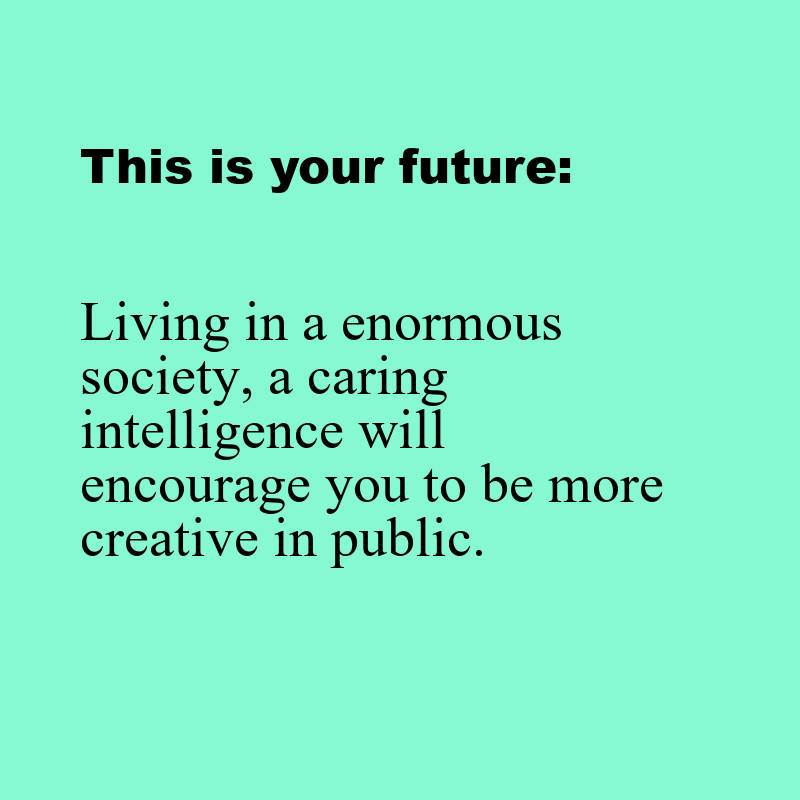 This is your future:
Living in a enormous
society, a caring
intelligence will
encourage you to be more
creative in public.